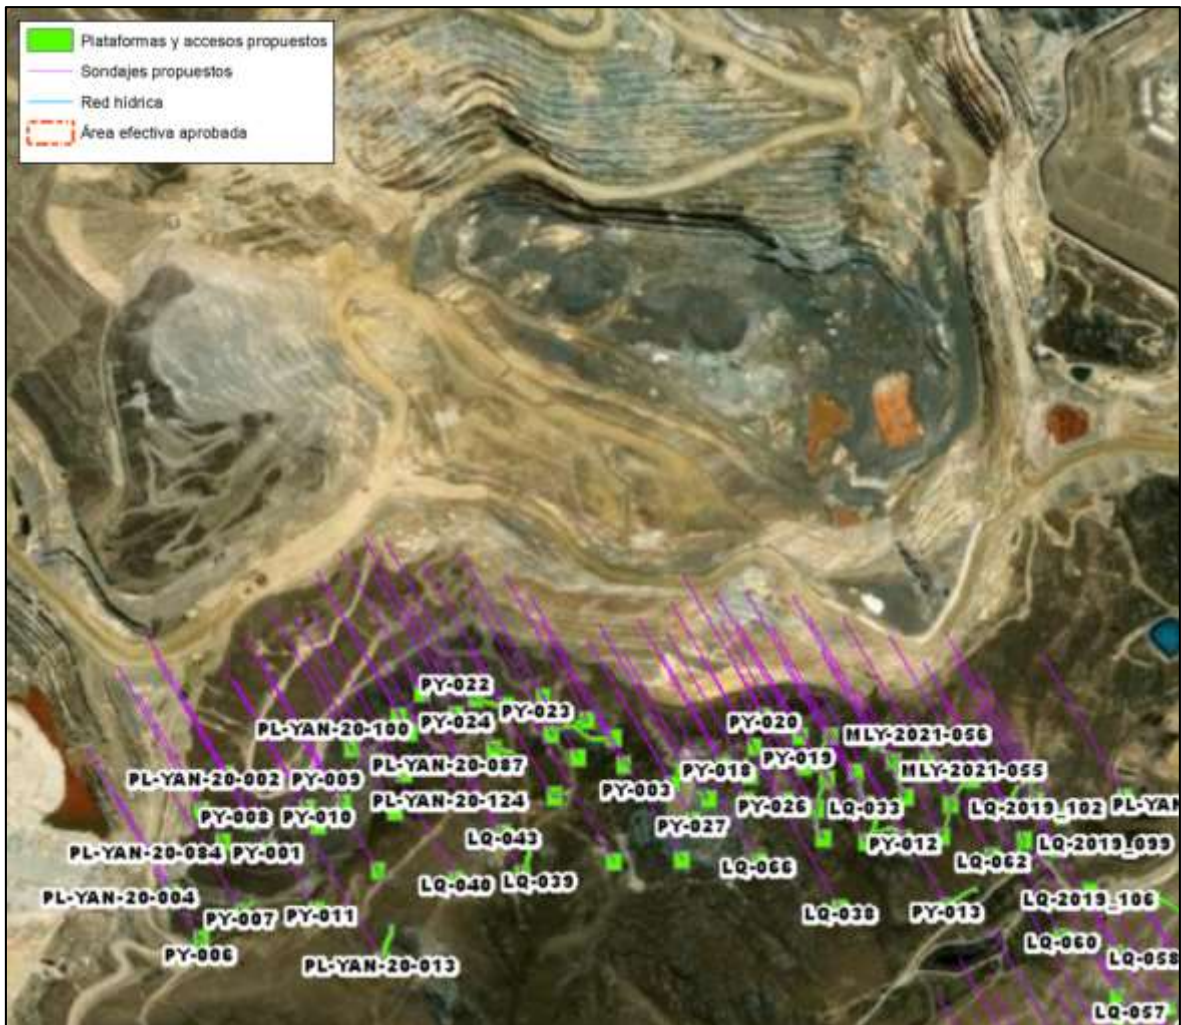 Plataformas y accesos propuestos
Sondajes propuestos
Red hídrica
Área efectiva aprobada
PY-022
PL-YAN-20-100
PY-024
PY-023
PY-020
MLY-2021-056
PL-YAN-20-002
PY-009
PL-YAN-20-087
PY-018
PY-019
MLY-2021-055
PY-003
PL-YAN-20-124
PY-026
LQ-033
LQ-2019_102
PL-YAN
PY-008
PY-010
PY-027
LQ-043
PY-012
LQ-2019_099
PL-YAN-20-084
PY-001
LQ-066
LQ-062
LQ-040
LQ-039
PL-YAN-20-004
LQ-2019_106
PY-007
PY-011
LQ-038
PY-013
PY-006
LQ-060
LQ-058
PL-YAN-20-013
LQ-057